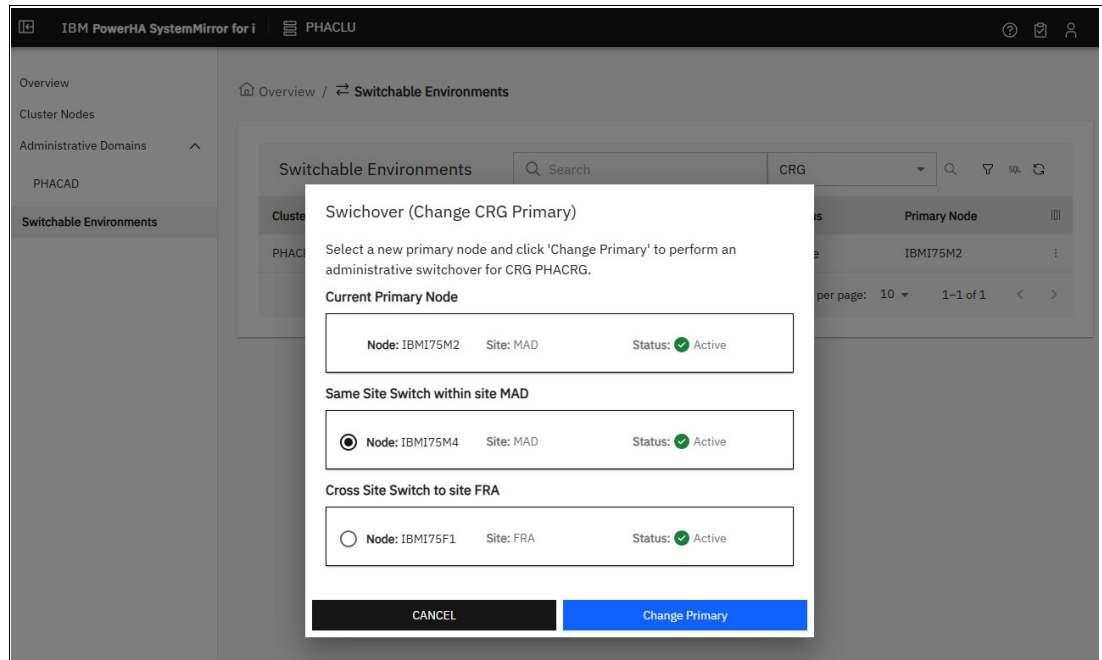 IBM PowerHA SystemMirror for i PHACLU
Overview
Cluster Nodes
Administrative Domains
PHACAD
Switchable Environments
Overview / Switchable Environments
Switchable Environments Search CRG SQL
Primary Node
IBMI75M2
per page: 10 1–1 of 1
Swichover (Change CRG Primary)
Select a new primary node and click 'Change Primary' to perform an
administrative switchover for CRG PHACRG.
Current Primary Node
Node: IBMI75M2 Site: MAD Status: Active
Same Site Switch within site MAD
Node: IBMI75M4 Site: MAD Status: Active
Cross Site Switch to site FRA
Node: IBMI75F1 Site: FRA Status: Active
CANCEL Change Primary